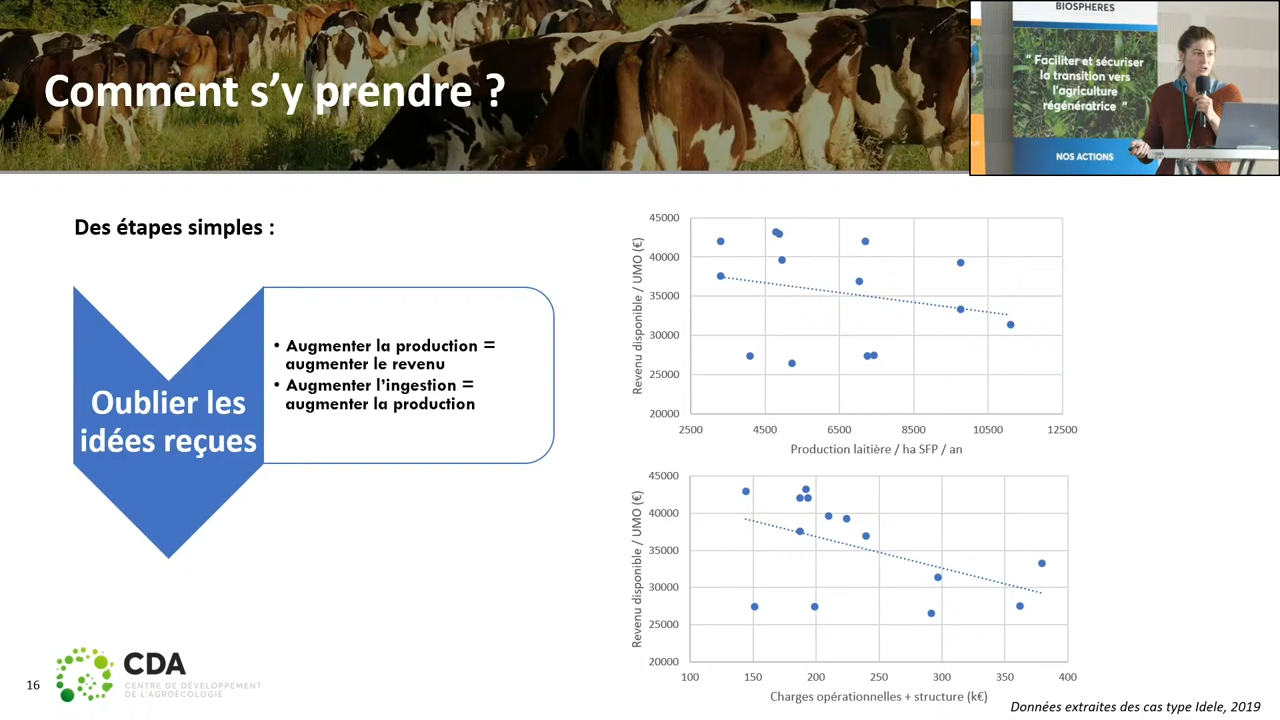 Comment s'y prendre ?
BIOSPHERES
" Faciliter et sécuriser
la transition vers
l'agriculture
régénératrice "
NOS ACTIONS
Des étapes simples :
Oublier les
idées reçues
• Augmenter la production =
augmenter le revenu
• Augmenter l'ingestion =
augmenter la production
Revenu disponible / UMO (€)
45000
40000
35000
30000
25000
20000
2500
4500
6500
8500
10500
12500
Production laitière / ha SFP / an
Revenu disponible / UMO (€)
45000
40000
35000
30000
25000
20000
100
150
200
250
300
350
400
Charges opérationnelles + structure (k€)
Données extraites des cas type Idele, 2019
16
CDA
CENTRE DE DÉVELOPPEMENT
DE L'AGROÉCOLOGIE